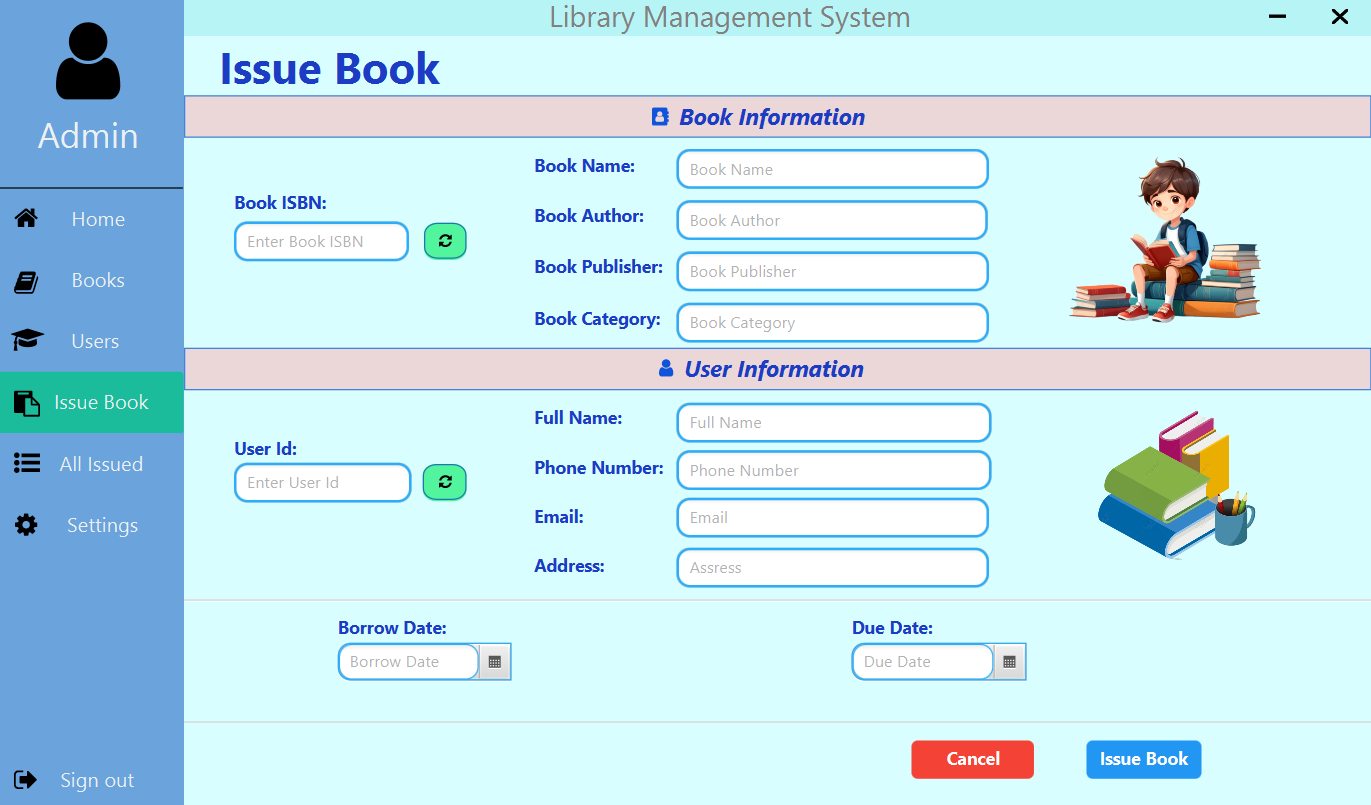 Library Management System
Admin
Home
Books
Users
Issue Book
All Issued
Settings
Sign out
Issue Book
Book Information
Book ISBN:
Enter Book ISBN
Book Name:
Book Name
Book Author:
Book Author
Book Publisher:
Book Publisher
Book Category:
Book Category
User Information
User Id:
Enter User Id
Full Name:
Full Name
Phone Number:
Phone Number
Email:
Email
Address:
Assress
Borrow Date:
Borrow Date
Due Date:
Due Date
Cancel
Issue Book